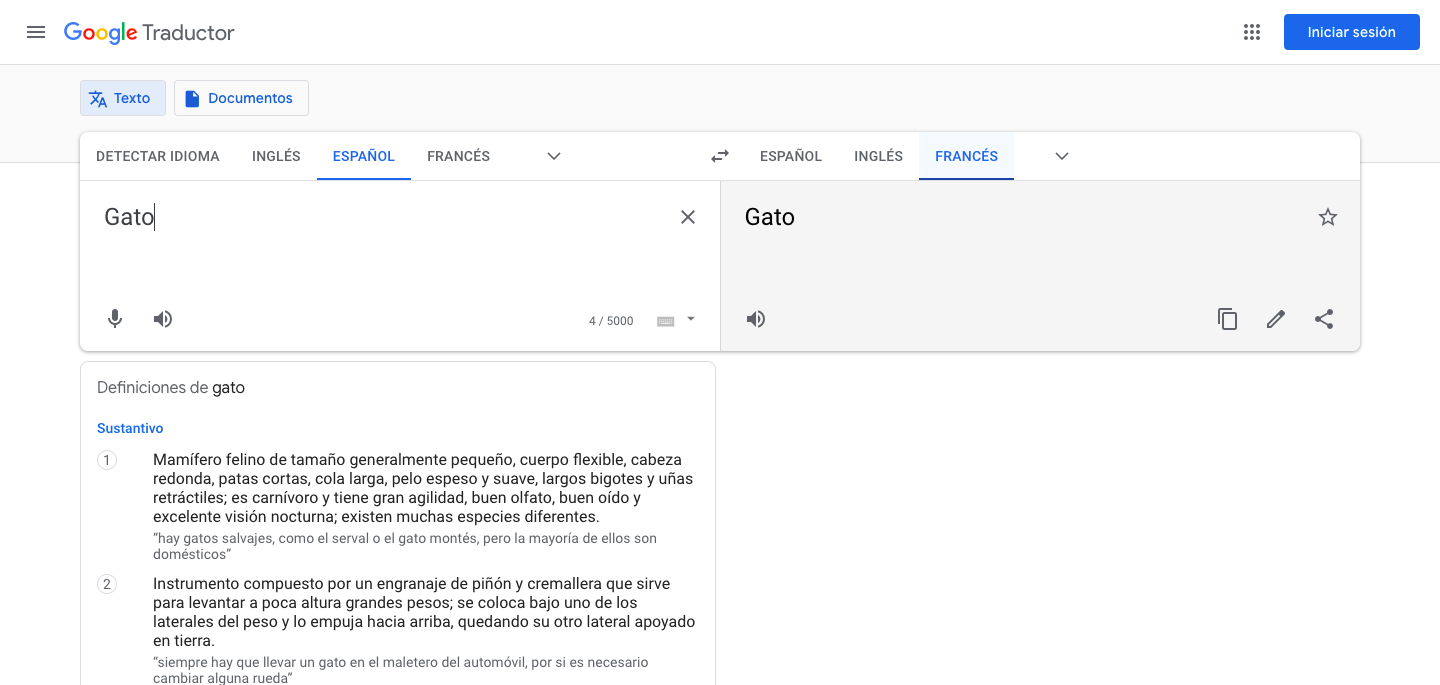 Google Traductor
Iniciar sesión
Texto
Documentos
DETECTAR IDIOMA INGLÉS ESPAÑOL FRANCÉS
ESPAÑOL INGLÉS FRANCÉS
Gato
Gato
4 / 5000
Definiciones de gato
Sustantivo
1
Mamífero felino de tamaño generalmente pequeño, cuerpo flexible, cabeza
redonda, patas cortas, cola larga, pelo espeso y suave, largos bigotes y uñas
retráctiles; es carnívoro y tiene gran agilidad, buen olfato, buen oído y
excelente visión nocturna; existen muchas especies diferentes.
“hay gatos salvajes, como el serval o el gato montés, pero la mayoría de ellos son
domésticos”
2
Instrumento compuesto por un engranaje de piñón y cremallera que sirve
para levantar a poca altura grandes pesos; se coloca bajo uno de los
laterales del peso y lo empuja hacia arriba, quedando su otro lateral apoyado
en tierra.
“siempre hay que llevar un gato en el maletero del automóvil, por si es necesario
cambiar alguna rueda”